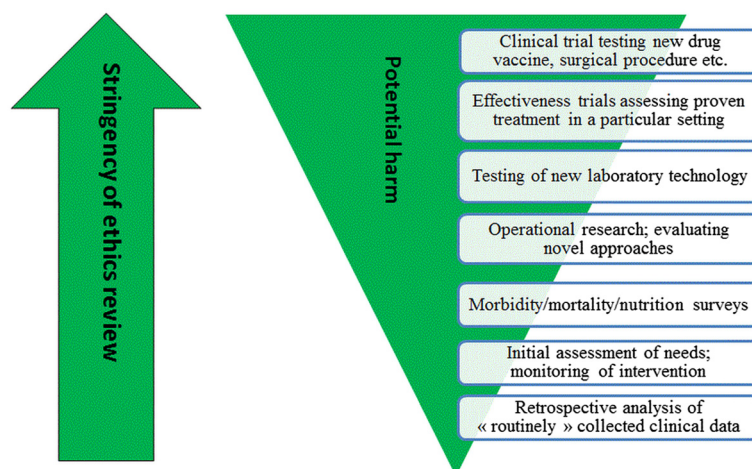 Stringency of ethics review
Potential harm
Clinical trial testing new drug
vaccine, surgical procedure etc.
Effectiveness trials assessing proven
treatment in a particular setting
Testing of new laboratory technology
Operational research; evaluating
novel approaches
Morbidity/mortality/nutrition surveys
Initial assessment of needs;
monitoring of intervention
Retrospective analysis of
« routinely » collected clinical data